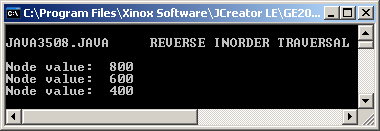 C:\Program Files\Xinox Software\JCreator LE\GE20...
JAVA3508.JAVA REVERSE INORDER TRAVERSAL
Node value: 800
Node value: 600
Node value: 400